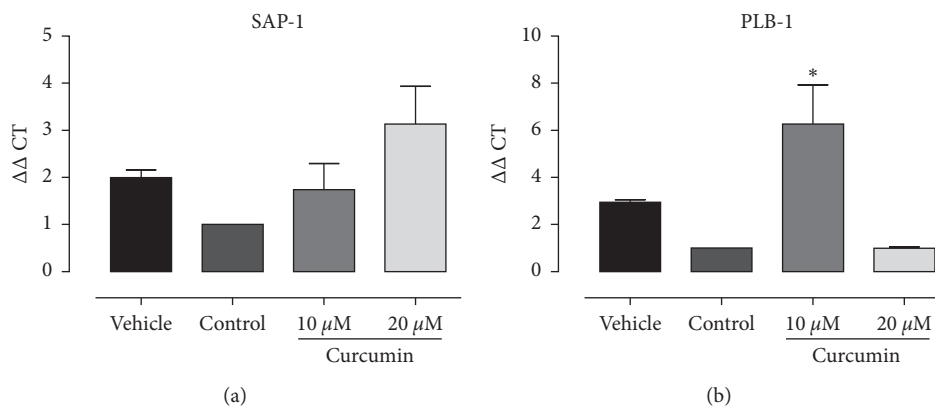 SAP-1
5
4
3
2
1
0
ΔΔ CT
Vehicle
Control
10 µM
20 µM
Curcumin
(a)
PLB-1
10
8
6
4
2
0
ΔΔ CT
*
Vehicle
Control
10 µM
20 µM
Curcumin
(b)